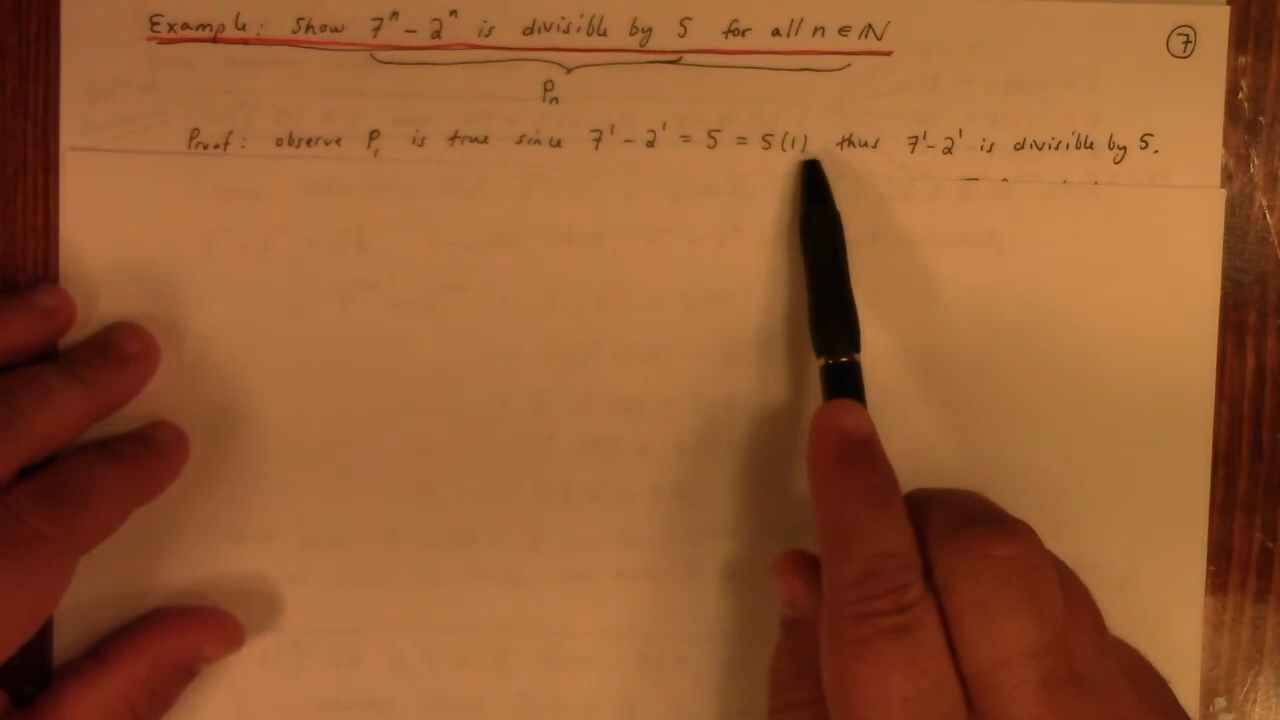 Example: Show 7ⁿ - 2ⁿ is divisible by 5 for all n ∈ ℕ
7
Pₙ
Proof: observe P₁ is true since 7¹ - 2¹ = 5 = 5(1) thus 7¹-2¹ is divisible by 5.